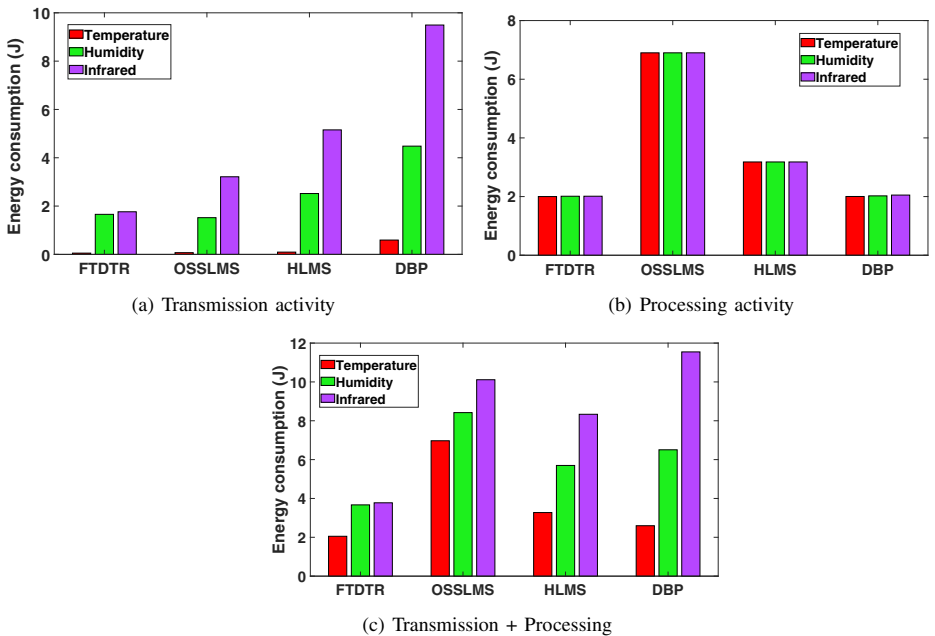 10
8
6
4
2
0
Energy consumption (J)
Temperature
Humidity
Infrared
FTDTR OSSLMS HLMS DBP
(a) Transmission activity
8
6
4
2
0
Energy consumption (J)
Temperature
Humidity
Infrared
FTDTR OSSLMS HLMS DBP
(b) Processing activity
12
10
8
6
4
2
0
Energy consumption (J)
Temperature
Humidity
Infrared
FTDTR OSSLMS HLMS DBP
(c) Transmission + Processing